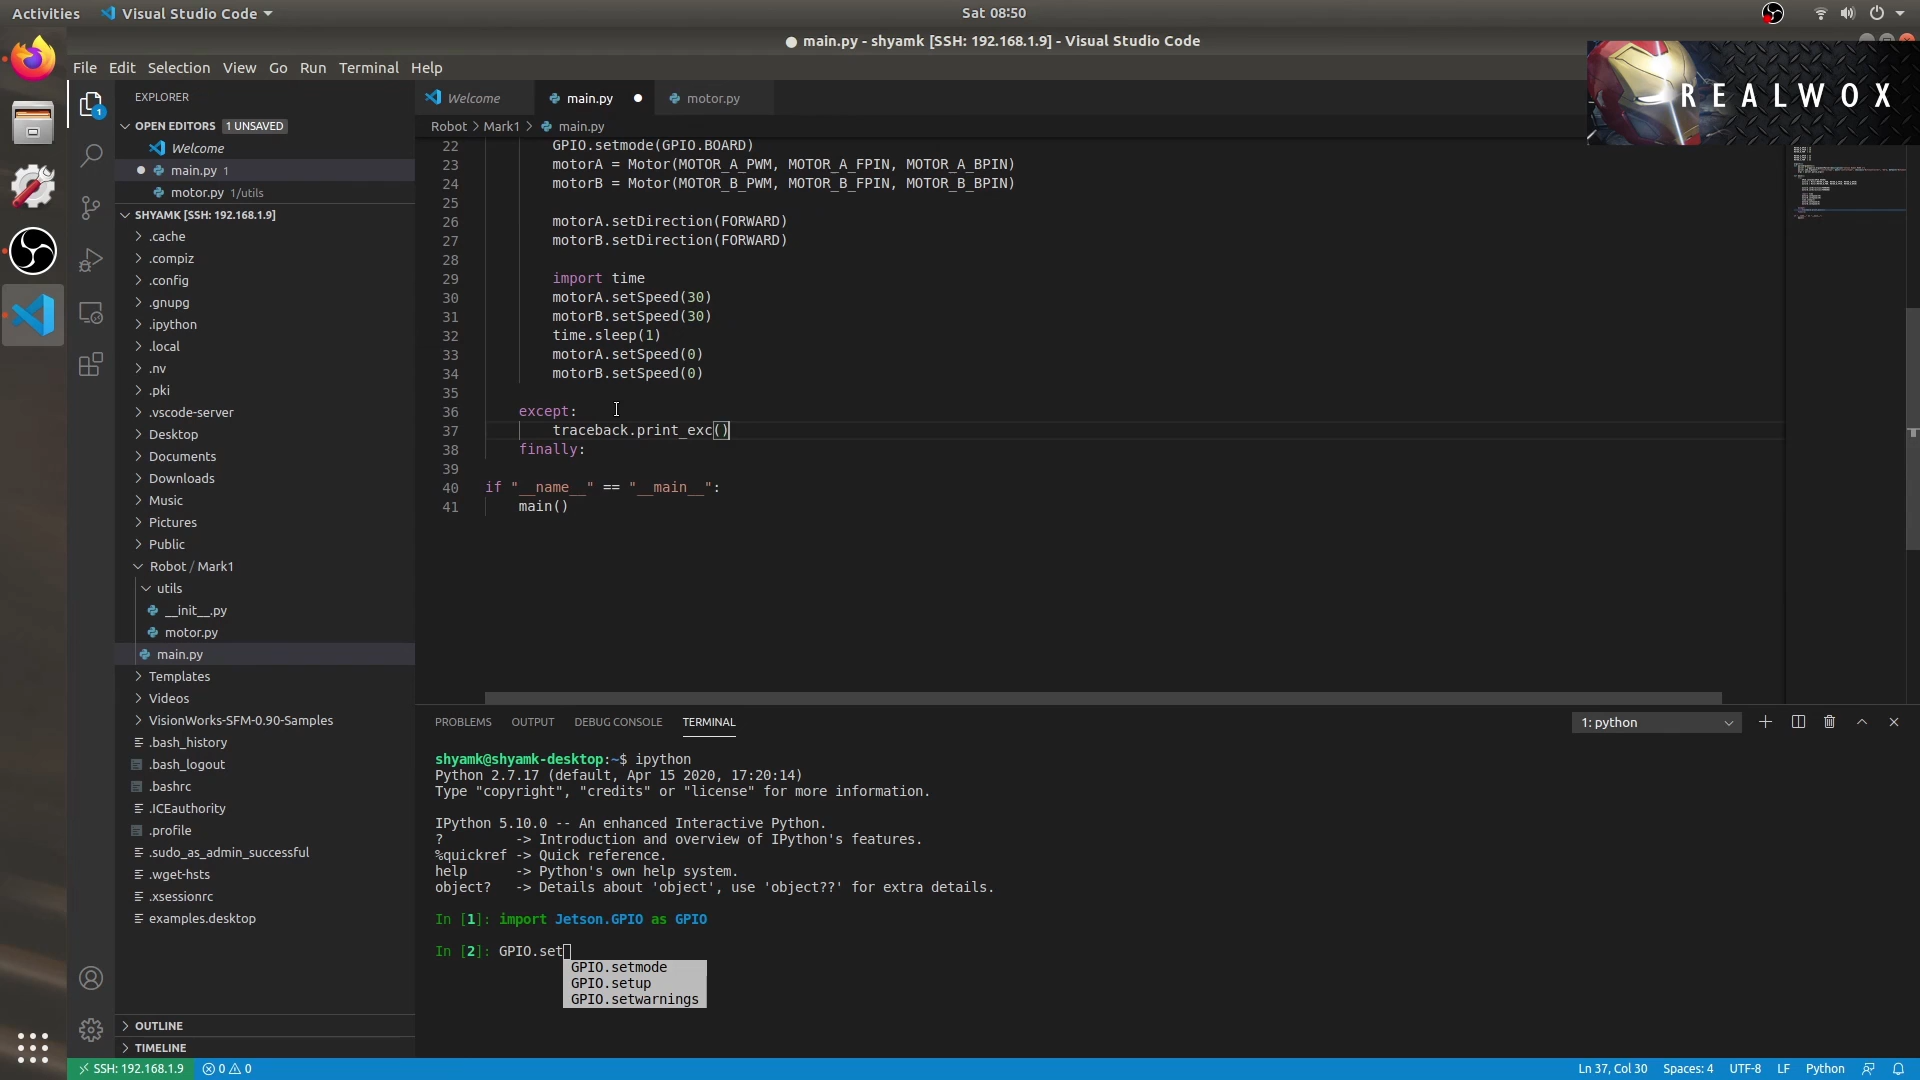 Activities
Visual Studio Code
Sat 08:50
● main.py - shyamk [SSH: 192.168.1.9] - Visual Studio Code
File Edit Selection View Go Run Terminal Help
REALWOX
EXPLORER
Welcome
main.py
motor.py
OPEN EDITORS 1 UNSAVED
Robot > Mark1 > main.py
Welcome
main.py 1
motor.py 1/utils
SHYAMK [SSH: 192.168.1.9]
.cache
.compiz
.config
.gnupg
.ipython
.local
.nv
.pki
.vscode-server
Desktop
Documents
Downloads
Music
Pictures
Public
Robot / Mark1
utils
__init__.py
motor.py
main.py
Templates
Videos
VisionWorks-SFM-0.90-Samples
.bash_history
.bash_logout
.bashrc
.ICEauthority
.profile
.sudo_as_admin_successful
.wget-hsts
.xsessionrc
examples.desktop
OUTLINE
TIMELINE
22 GPIO.setmode(GPIO.BOARD)
23 motorA = Motor(MOTOR_A_PWM, MOTOR_A_FPIN, MOTOR_A_BPIN)
24 motorB = Motor(MOTOR_B_PWM, MOTOR_B_FPIN, MOTOR_B_BPIN)
25
26 motorA.setDirection(FORWARD)
27 motorB.setDirection(FORWARD)
28
29 import time
30 motorA.setSpeed(30)
31 motorB.setSpeed(30)
32 time.sleep(1)
33 motorA.setSpeed(0)
34 motorB.setSpeed(0)
35
36 except:
37 traceback.print_exc()
38 finally:
39
40 if "__name__" == "__main__":
41 main()
PROBLEMS OUTPUT DEBUG CONSOLE TERMINAL
1: python
shyamk@shyamk-desktop:~$ ipython
Python 2.7.17 (default, Apr 15 2020, 17:20:14)
Type "copyright", "credits" or "license" for more information.
IPython 5.10.0 -- An enhanced Interactive Python.
? -> Introduction and overview of IPython's features.
%quickref -> Quick reference.
help -> Python's own help system.
object? -> Details about 'object', use 'object??' for extra details.
In [1]: import Jetson.GPIO as GPIO
In [2]: GPIO.set
GPIO.setmode
GPIO.setup
GPIO.setwarnings
SSH: 192.168.1.9
0 0
Ln 37, Col 30
Spaces: 4
UTF-8
LF
Python